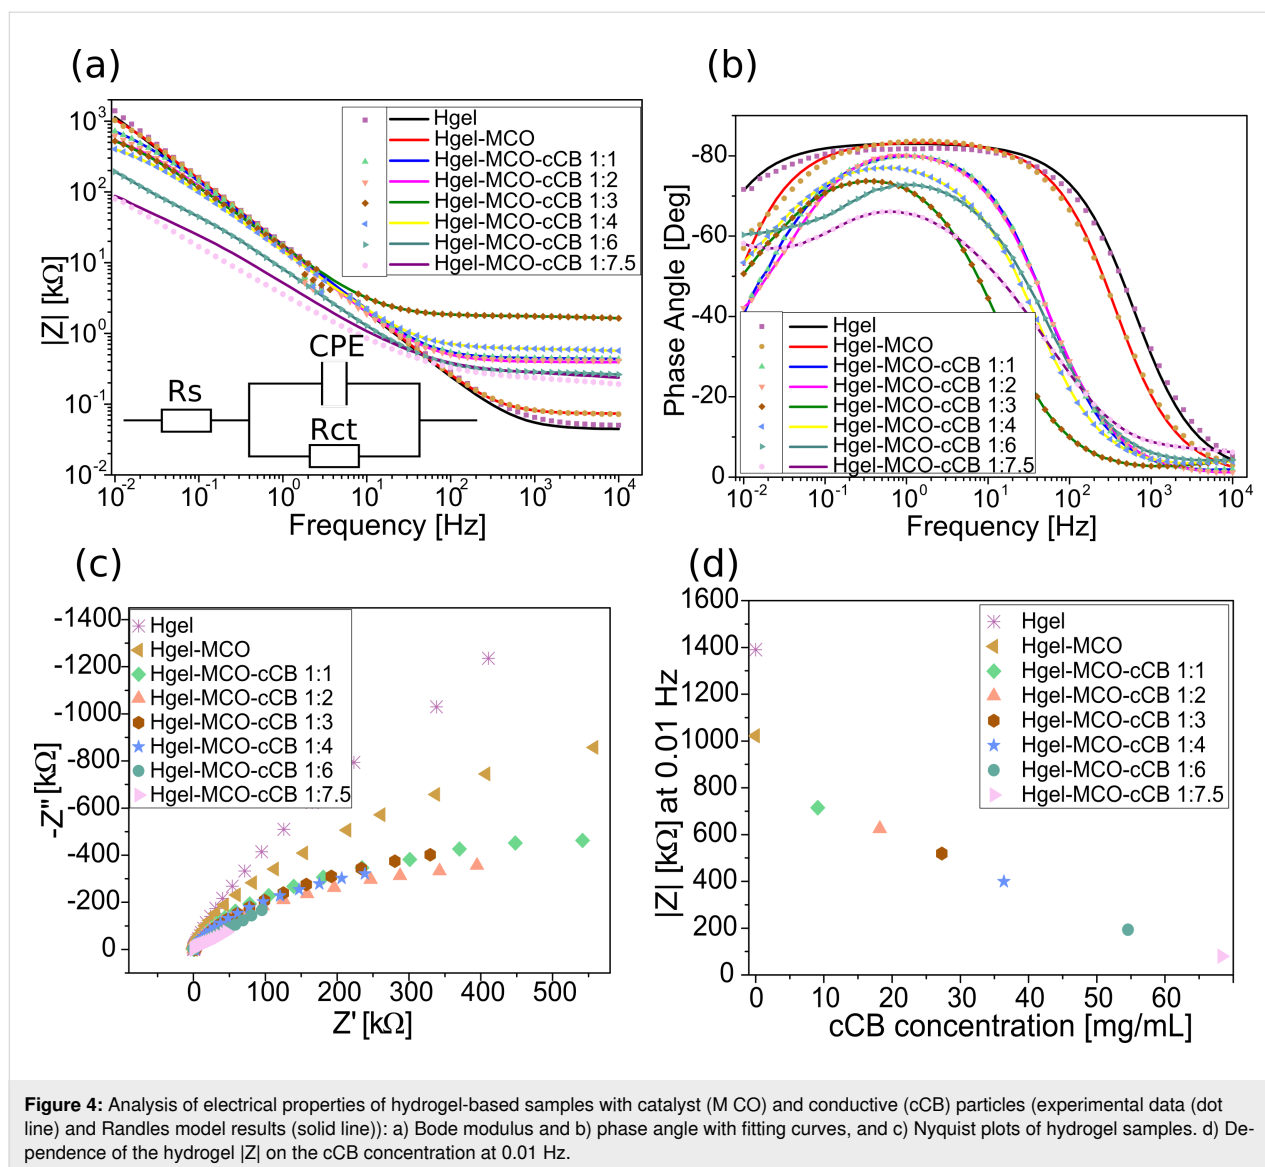 (a)
10³
10²
10¹
10⁰
10⁻¹
10⁻²
|Z| [kΩ]
Hgel
Hgel-MCO
Hgel-MCO-cCB 1:1
Hgel-MCO-cCB 1:2
Hgel-MCO-cCB 1:3
Hgel-MCO-cCB 1:4
Hgel-MCO-cCB 1:6
Hgel-MCO-cCB 1:7.5
CPE
Rs
Rct
10⁻² 10⁻¹ 10⁰ 10¹ 10² 10³ 10⁴
Frequency [Hz]
(b)
-80
-60
-40
-20
0
Phase Angle [Deg]
Hgel
Hgel-MCO
Hgel-MCO-cCB 1:1
Hgel-MCO-cCB 1:2
Hgel-MCO-cCB 1:3
Hgel-MCO-cCB 1:4
Hgel-MCO-cCB 1:6
Hgel-MCO-cCB 1:7.5
10⁻² 10⁻¹ 10⁰ 10¹ 10² 10³ 10⁴
Frequency [Hz]
(c)
-1400
-1200
-1000
-800
-600
-400
-200
0
-Z" [kΩ]
Hgel
Hgel-MCO
Hgel-MCO-cCB 1:1
Hgel-MCO-cCB 1:2
Hgel-MCO-cCB 1:3
Hgel-MCO-cCB 1:4
Hgel-MCO-cCB 1:6
Hgel-MCO-cCB 1:7.5
0 100 200 300 400 500
Z' [kΩ]
(d)
1600
1400
1200
1000
800
600
400
200
0
|Z| [kΩ] at 0.01 Hz
Hgel
Hgel-MCO
Hgel-MCO-cCB 1:1
Hgel-MCO-cCB 1:2
Hgel-MCO-cCB 1:3
Hgel-MCO-cCB 1:4
Hgel-MCO-cCB 1:6
Hgel-MCO-cCB 1:7.5
0 10 20 30 40 50 60
cCB concentration [mg/mL]
Figure 4: Analysis of electrical properties of hydrogel-based samples with catalyst (M CO) and conductive (cCB) particles (experimental data (dot
line) and Randles model results (solid line)): a) Bode modulus and b) phase angle with fitting curves, and c) Nyquist plots of hydrogel samples. d) De-
pendence of the hydrogel |Z| on the cCB concentration at 0.01 Hz.